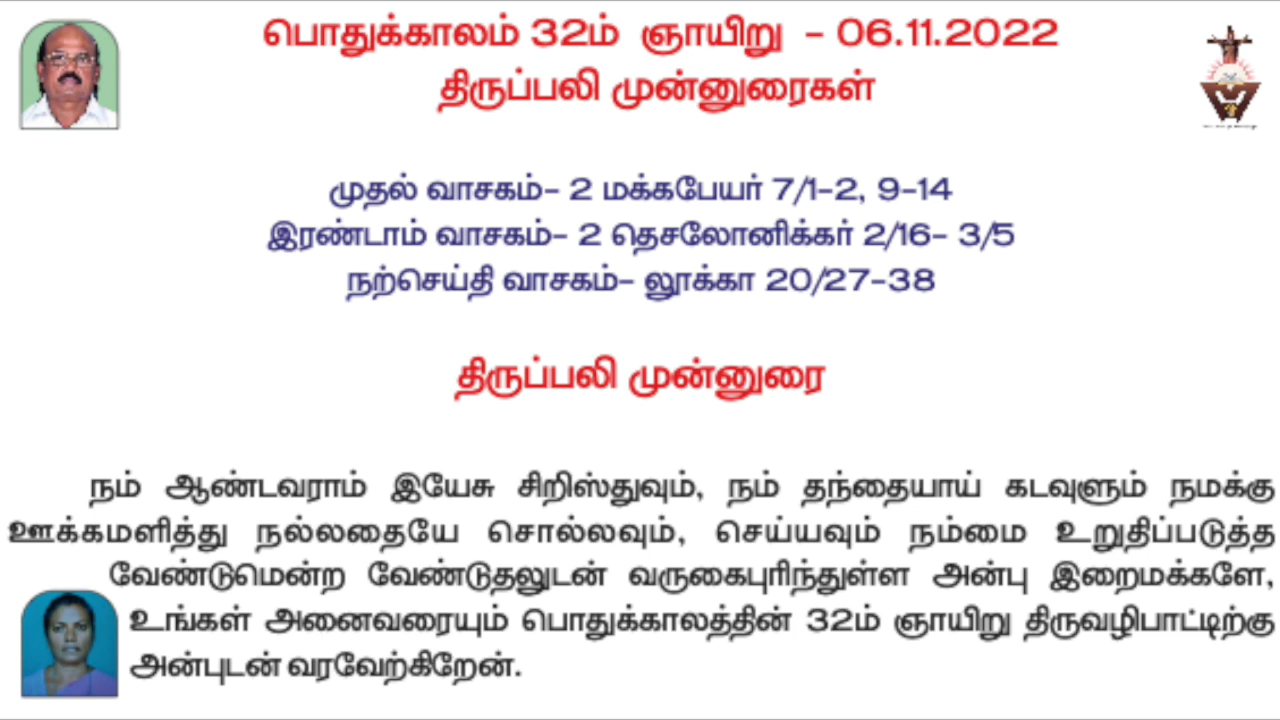 பொதுக்காலம் 32ம் ஞாயிறு - 06.11.2022
திருப்பலி முன்னுரைகள்
முதல் வாசகம்- 2 மக்கபேயர் 7/1-2, 9-14
இரண்டாம் வாசகம்- 2 தெசலோனிக்கர் 2/16- 3/5
நற்செய்தி வாசகம்- லூக்கா 20/27-38
திருப்பலி முன்னுரை
நம் ஆண்டவராம் இயேசு சிறிஸ்துவும், நம் தந்தையாய் கடவுளும் நமக்கு
ஊக்கமளித்து நல்லதையே சொல்லவும், செய்யவும் நம்மை உறுதிப்படுத்த
வேண்டுமென்ற வேண்டுதலுடன் வருகைபுரிந்துள்ள அன்பு இறைமக்களே,
உங்கள் அனைவரையும் பொதுக்காலத்தின் 32ம் ஞாயிறு திருவழிபாட்டிற்கு
அன்புடன் வரவேற்கிறேன்.